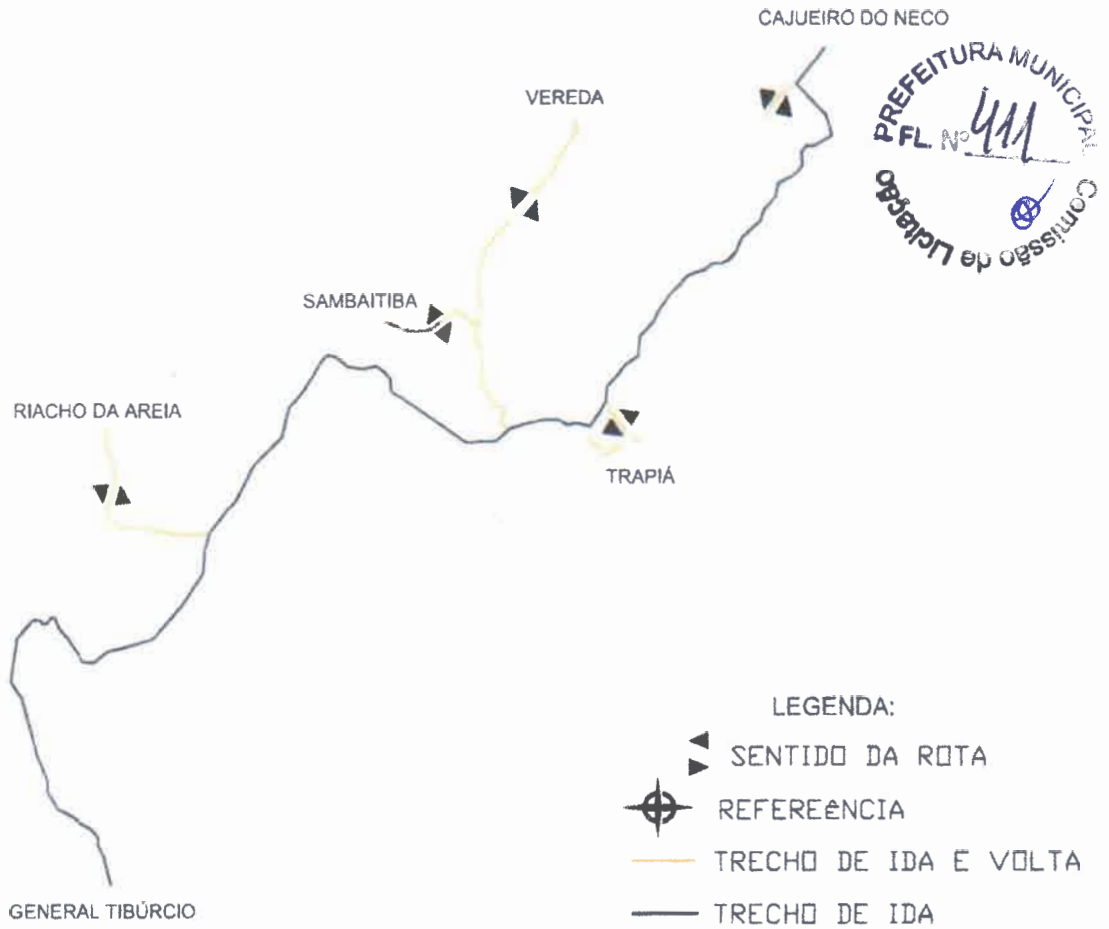 CAJUEIRO DO NECO
PREFEITURA MUNICIPAL
FL. Nº 411
Comissão de Licitação
VEREDA
SAMBAITIBA
RIACHO DA AREIA
TRAPIÁ
GENERAL TIBÚRCIO
LEGENDA:
SENTIDO DA ROTA
REFEREêNCIA
TRECHO DE IDA E VOLTA
TRECHO DE IDA